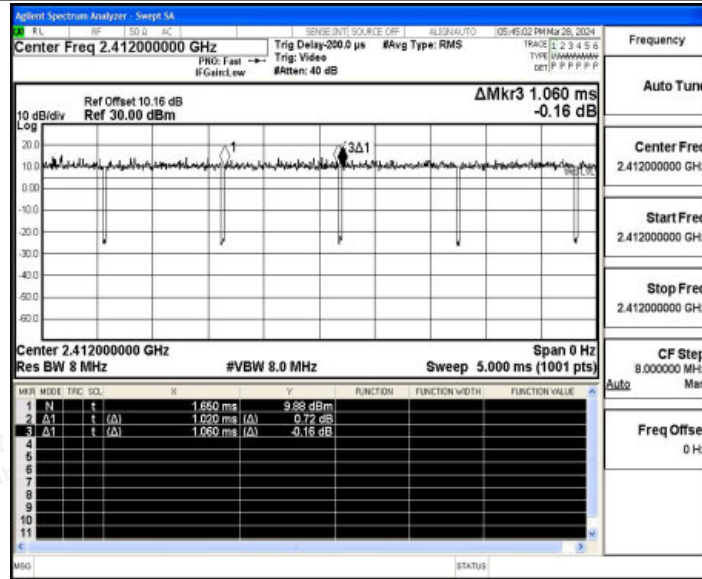 Agilent Spectrum Analyzer - Swept SA
RL RF 50 Ω AC SENSE:INT SOURCE OFF ALIGNAUTO 05:45:02 PM Mar 28, 2024
Center Freq 2.412000000 GHz
PNO: Fast
IFGain:Low
Trig Delay-200.0 µs
Trig: Video
#Atten: 40 dB
#Avg Type: RMS
TRACE 1 2 3 4 5 6
TYPE
DET P P P P P P
Ref Offset 10.16 dB
10 dB/div Ref 30.00 dBm
Log
ΔMkr3 1.060 ms
-0.16 dB
20.0
10.0
0.00
-10.0
-20.0
-30.0
-40.0
-50.0
-60.0
1
3Δ1
TRIG LVL
Center 2.412000000 GHz Span 0 Hz
Res BW 8 MHz #VBW 8.0 MHz Sweep 5.000 ms (1001 pts)
MKR MODE TRC SCL X Y FUNCTION FUNCTION WIDTH FUNCTION VALUE
1 N t 1.650 ms 9.88 dBm
2 Δ1 t (Δ) 1.020 ms (Δ) 0.72 dB
3 Δ1 t (Δ) 1.060 ms (Δ) -0.16 dB
4
5
6
7
8
9
10
11
MSG STATUS
Frequency
Auto Tune
Center Freq
2.412000000 GHz
Start Freq
2.412000000 GHz
Stop Freq
2.412000000 GHz
CF Step
8.000000 MHz
Auto Man
Freq Offset
0 Hz